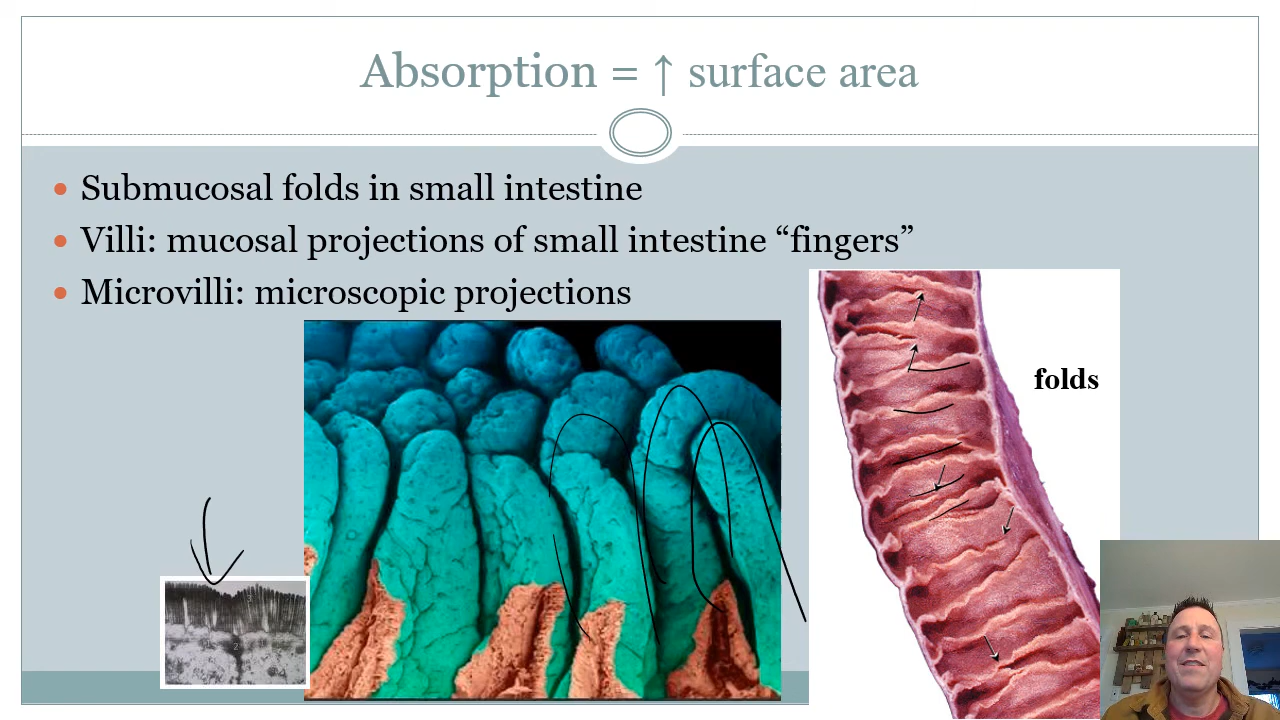 Absorption = ↑ surface area
Submucosal folds in small intestine
Villi: mucosal projections of small intestine “fingers”
Microvilli: microscopic projections
folds
2